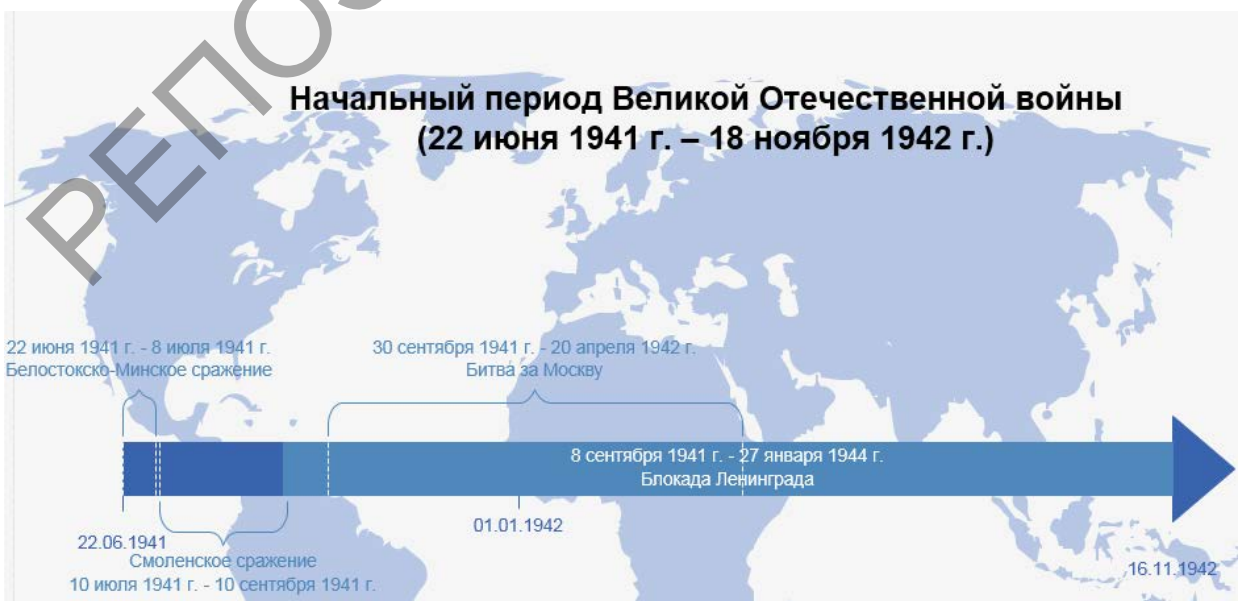 РЕПОЗ
Начальный период Великой Отечественной войны
(22 июня 1941 г. – 18 ноября 1942 г.)
22 июня 1941 г. - 8 июля 1941 г.
Белостокско-Минское сражение
30 сентября 1941 г. - 20 апреля 1942 г.
Битва за Москву
8 сентября 1941 г. - 27 января 1944 г.
Блокада Ленинграда
01.01.1942
22.06.1941
Смоленское сражение
10 июля 1941 г. - 10 сентября 1941 г.
16.11.1942